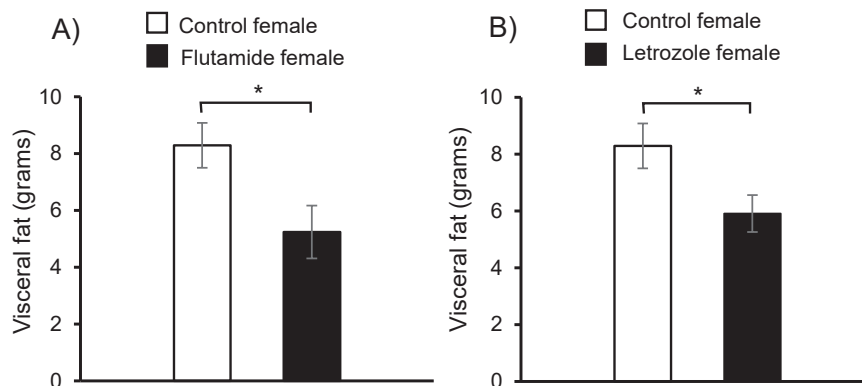 A)
Control female
Flutamide female
*
10
8
6
4
2
0
Visceral fat (grams)
B)
Control female
Letrozole female
*
10
8
6
4
2
0
Visceral fat (grams)